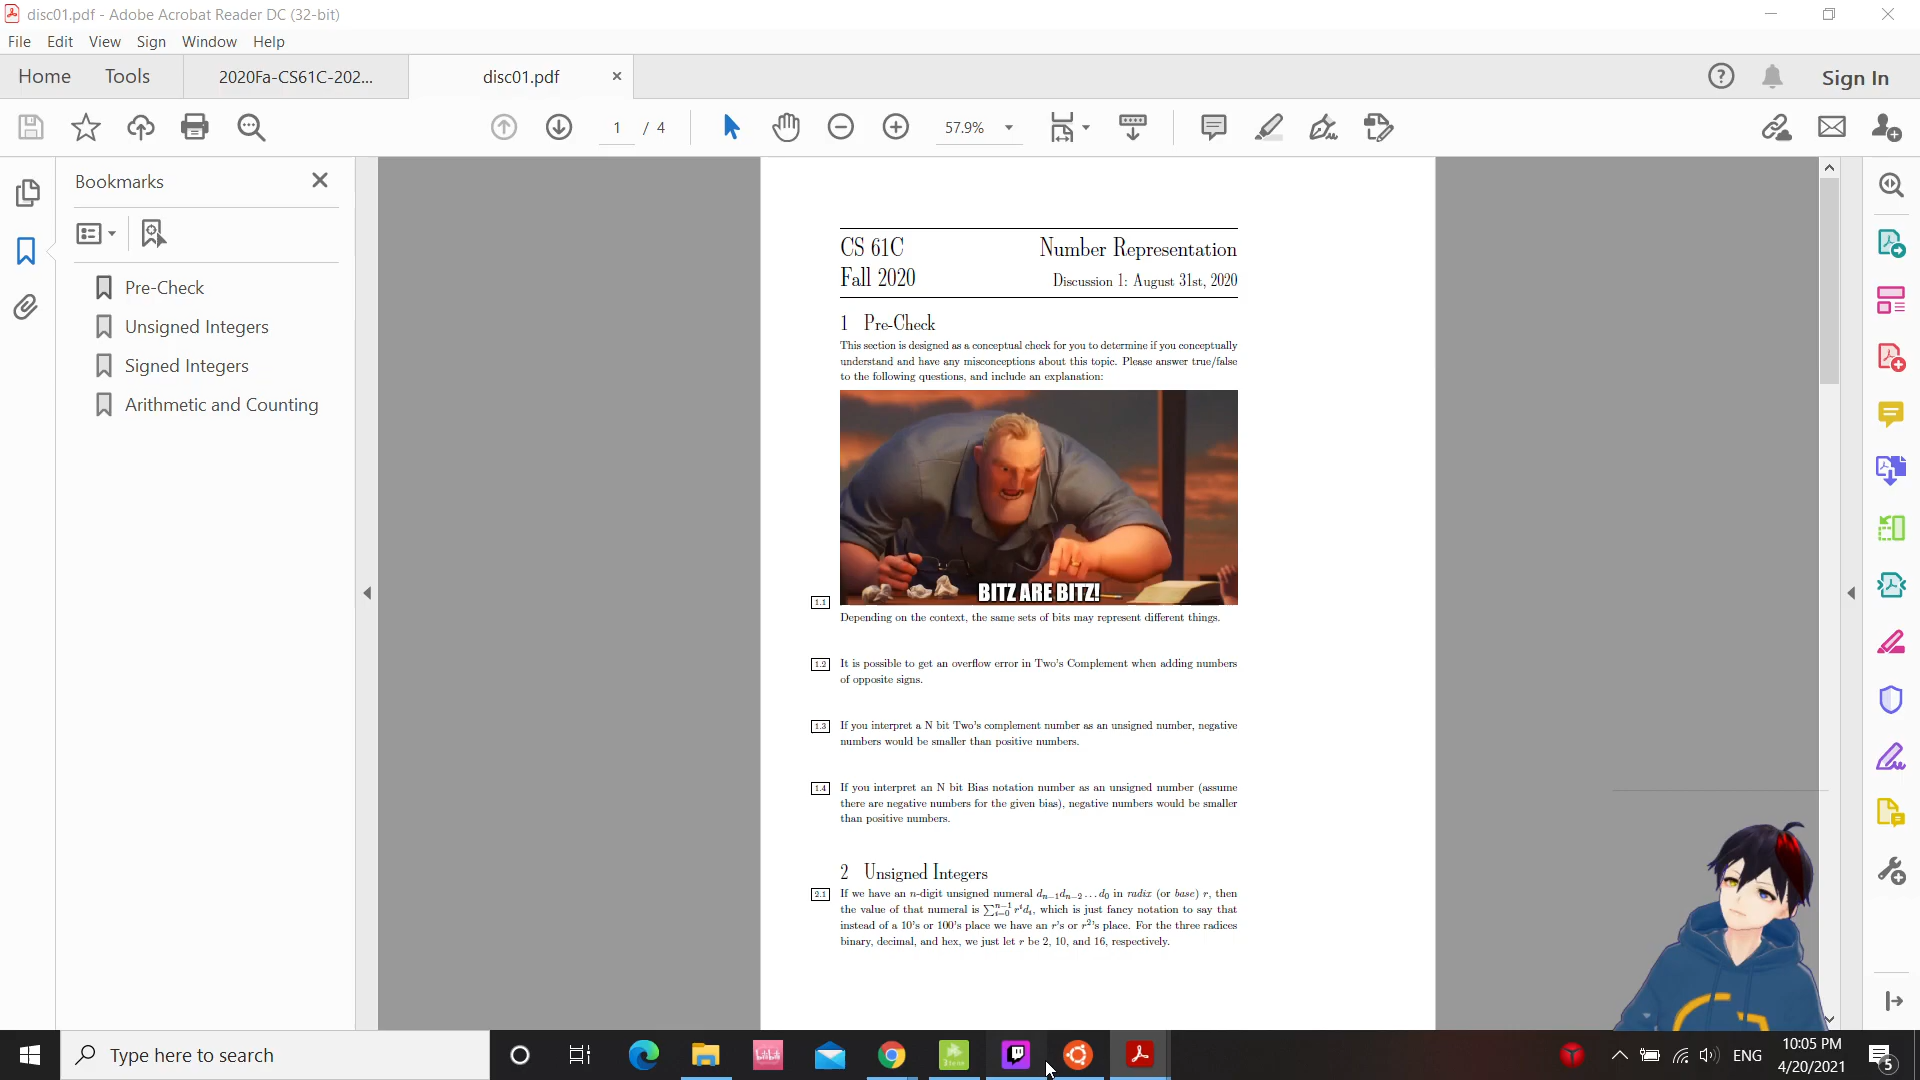 disc01.pdf - Adobe Acrobat Reader DC (32-bit)
File Edit View Sign Window Help
Home Tools 2020Fa-CS61C-202... disc01.pdf Sign In
1 / 4 57.9%
Bookmarks
Pre-Check
Unsigned Integers
Signed Integers
Arithmetic and Counting
CS 61C Number Representation
Fall 2020 Discussion 1: August 31st, 2020
1 Pre-Check
This section is designed as a conceptual check for you to determine if you conceptually
understand and have any misconceptions about this topic. Please answer true/false
to the following questions, and include an explanation:
BITZ ARE BITZ!
1.1
Depending on the context, the same sets of bits may represent different things.
1.2 It is possible to get an overflow error in Two's Complement when adding numbers
of opposite signs.
1.3 If you interpret a N bit Two's complement number as an unsigned number, negative
numbers would be smaller than positive numbers.
1.4 If you interpret an N bit Bias notation number as an unsigned number (assume
there are negative numbers for the given bias), negative numbers would be smaller
than positive numbers.
2 Unsigned Integers
2.1 If we have an n-digit unsigned numeral dₙ₋₁dₙ₋₂...d₀ in radix (or base) r, then
the value of that numeral is ∑ᵢ₌₀ⁿ⁻¹ rⁱdᵢ, which is just fancy notation to say that
instead of a 10's or 100's place we have an r's or r²'s place. For the three radices
binary, decimal, and hex, we just let r be 2, 10, and 16, respectively.
Type here to search
ENG
10:05 PM
4/20/2021
5